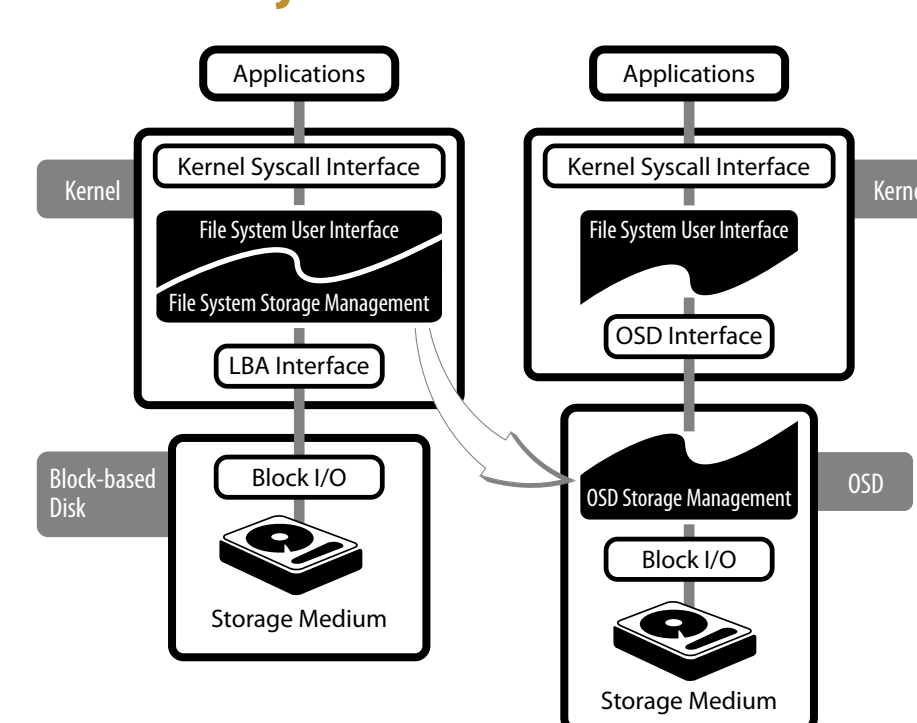 Applications
Kernel
Kernel Syscall Interface
File System User Interface
File System Storage Management
LBA Interface
Block-based
Disk
Block I/O
Storage Medium
Applications
Kernel Syscall Interface
File System User Interface
OSD Interface
OSD Storage Management
OSD
Block I/O
Storage Medium